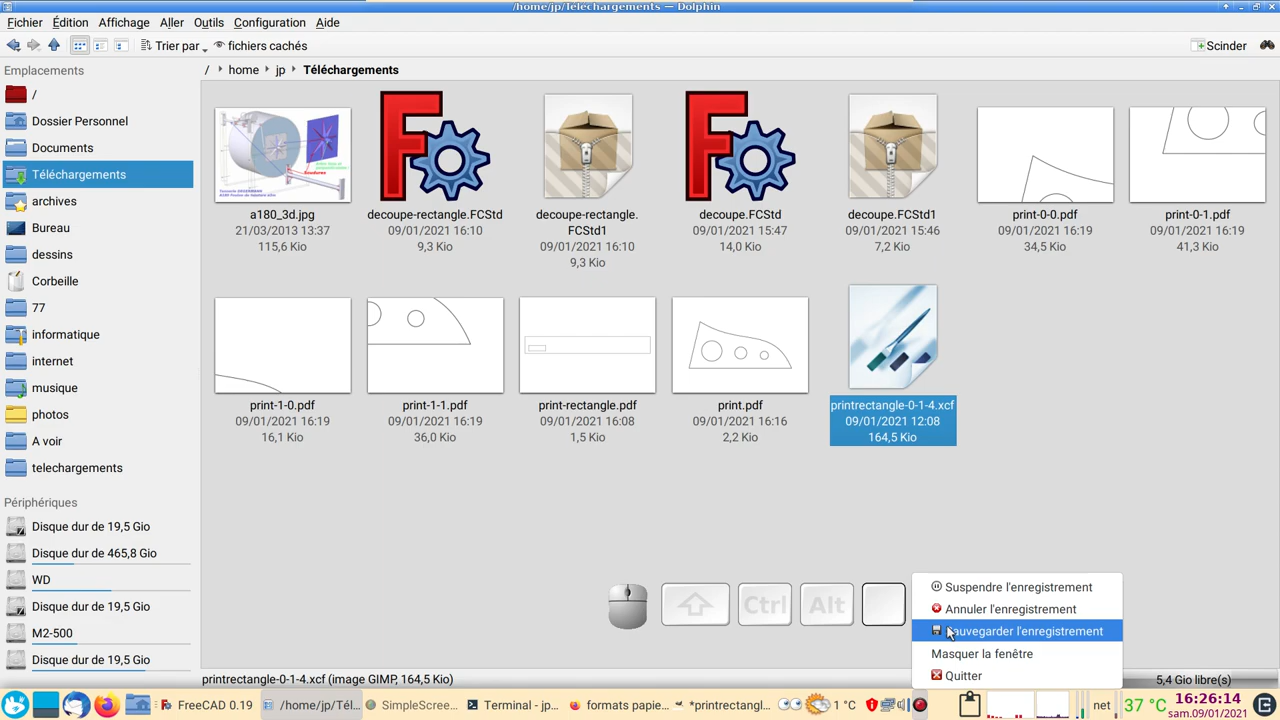 /home/jp/Téléchargements — Dolphin
Fichier Édition Affichage Aller Outils Configuration Aide
Trier par fichiers cachés Scinder
Emplacements
/ home jp Téléchargements
/
Dossier Personnel
Documents
Téléchargements
archives
Bureau
dessins
Corbeille
77
informatique
internet
musique
photos
A voir
telechargements
Périphériques
Disque dur de 19,5 Gio
Disque dur de 465,8 Gio
WD
Disque dur de 19,5 Gio
M2-500
Disque dur de 19,5 Gio
a180_3d.jpg
21/03/2013 13:37
115,6 Kio
decoupe-rectangle.FCStd
09/01/2021 16:10
9,3 Kio
decoupe-rectangle.
FCStd1
09/01/2021 16:10
9,3 Kio
decoupe.FCStd
09/01/2021 15:47
14,0 Kio
decoupe.FCStd1
09/01/2021 15:46
7,2 Kio
print-0-0.pdf
09/01/2021 16:19
34,5 Kio
print-0-1.pdf
09/01/2021 16:19
41,3 Kio
print-1-0.pdf
09/01/2021 16:19
16,1 Kio
print-1-1.pdf
09/01/2021 16:19
36,0 Kio
print-rectangle.pdf
09/01/2021 16:08
1,5 Kio
print.pdf
09/01/2021 16:16
2,2 Kio
printrectangle-0-1-4.xcf
09/01/2021 12:08
164,5 Kio
Ctrl Alt
Suspendre l'enregistrement
Annuler l'enregistrement
Sauvegarder l'enregistrement
Masquer la fenêtre
Quitter
printrectangle-0-1-4.xcf (image GIMP, 164,5 Kio) 5,4 Gio libre(s)
FreeCAD 0.19 /home/jp/Tél... SimpleScree... Terminal - jp... formats papie... *printrectangl... 1 °C net 37 °C 16:26:14
sam.09/01/2021